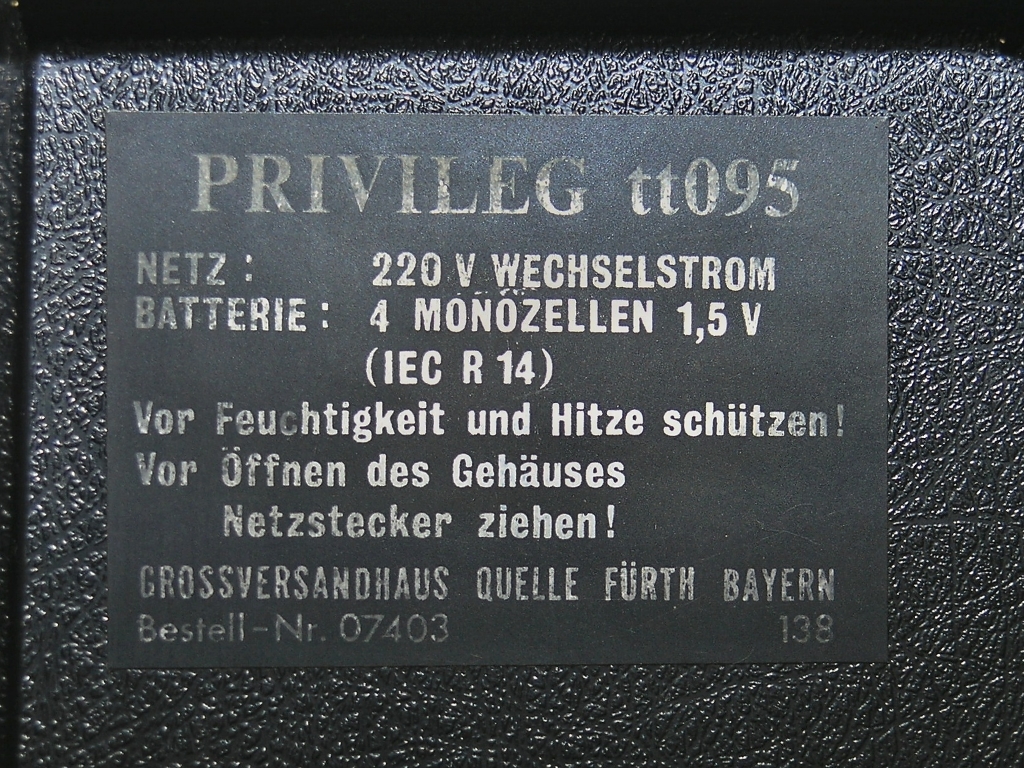 PRIVILEG tt095
NETZ : 220 V WECHSELSTROM
BATTERIE : 4 MONOZELLEN 1,5 V
(IEC R 14)
Vor Feuchtigkeit und Hitze schützen!
Vor Öffnen des Gehäuses
Netzstecker ziehen!
GROSSVERSANDHAUS QUELLE FÜRTH BAYERN
Bestell-Nr. 07403 138